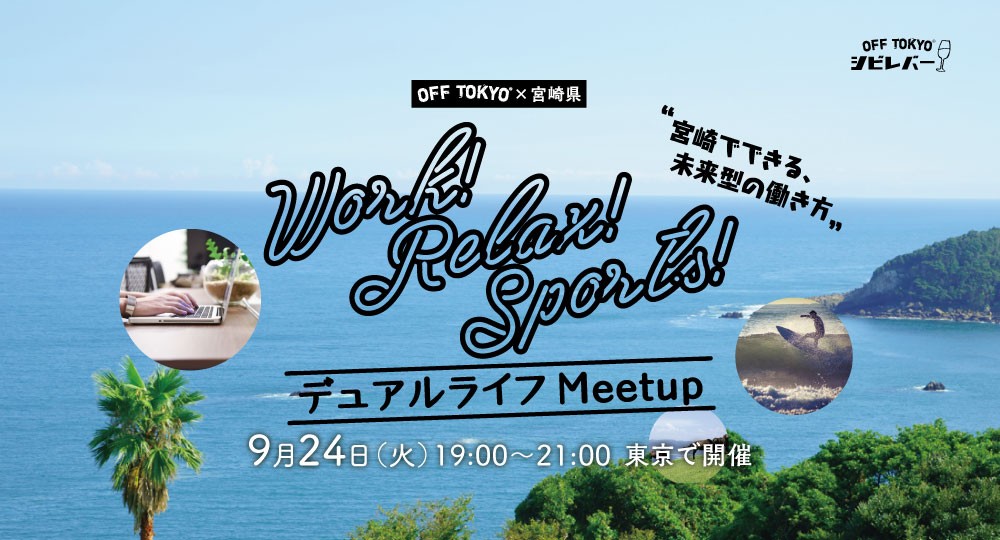 OFF TOKYO
シビレバー
OFF TOKYO×宮崎県
“宮崎でできる、
未来型の働き方”
Work!
Relax!
Sports!
デュアルライフ Meetup
9月24日（火）19:00〜21:00 東京で開催